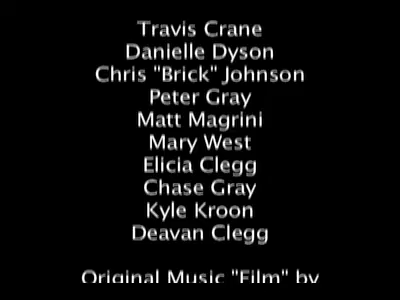 Travis Crane
Danielle Dyson
Chris "Brick" Johnson
Peter Gray
Matt Magrini
Mary West
Elicia Clegg
Chase Gray
Kyle Kroon
Deavan Clegg
Original Music "Film" by